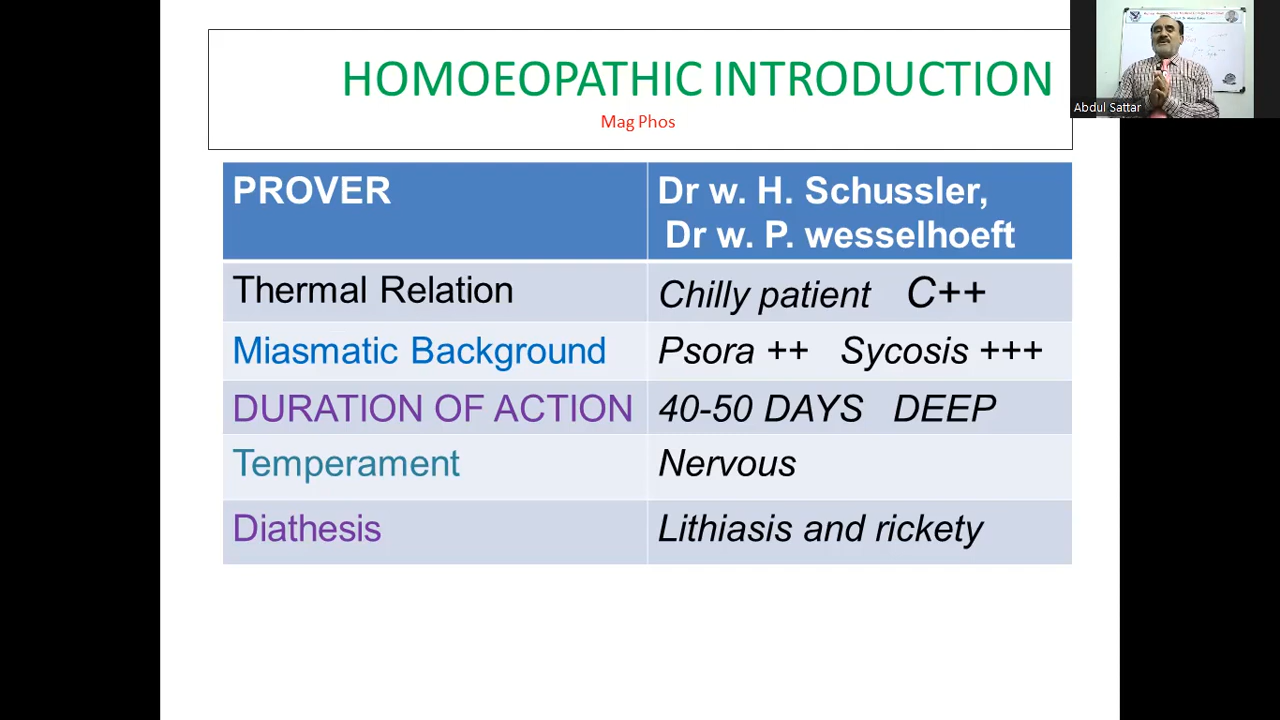 HOMOEOPATHIC INTRODUCTION
Mag Phos
Abdul Sattar
PROVER
Dr w. H. Schussler,
Dr w. P. wesselhoeft
Thermal Relation
Chilly patient C++
Miasmatic Background
Psora ++ Sycosis +++
DURATION OF ACTION
40-50 DAYS DEEP
Temperament
Nervous
Diathesis
Lithiasis and rickety